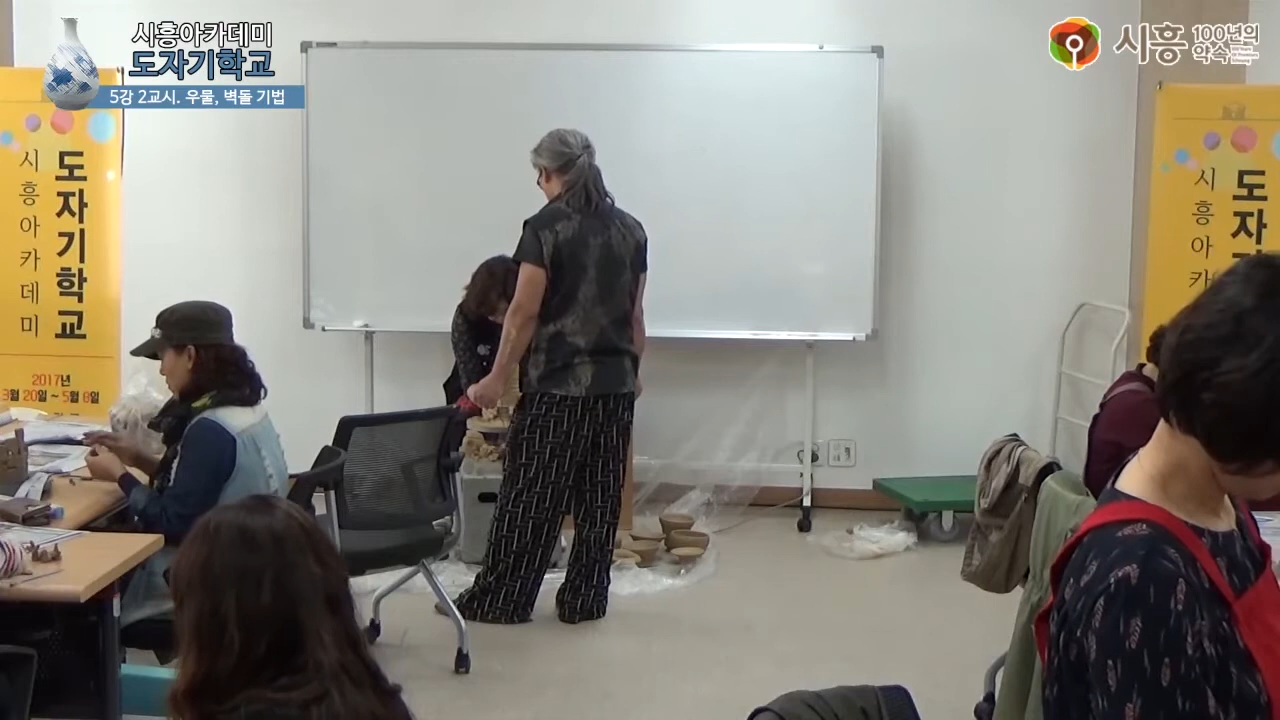 시흥아카데미
도자기학교
5강 2교시. 우물, 벽돌 기법
시흥 100년의
약속
도자기학교
시흥아카데미
2017년
3월 20일 ~ 5월 8일
시흥아카
도자